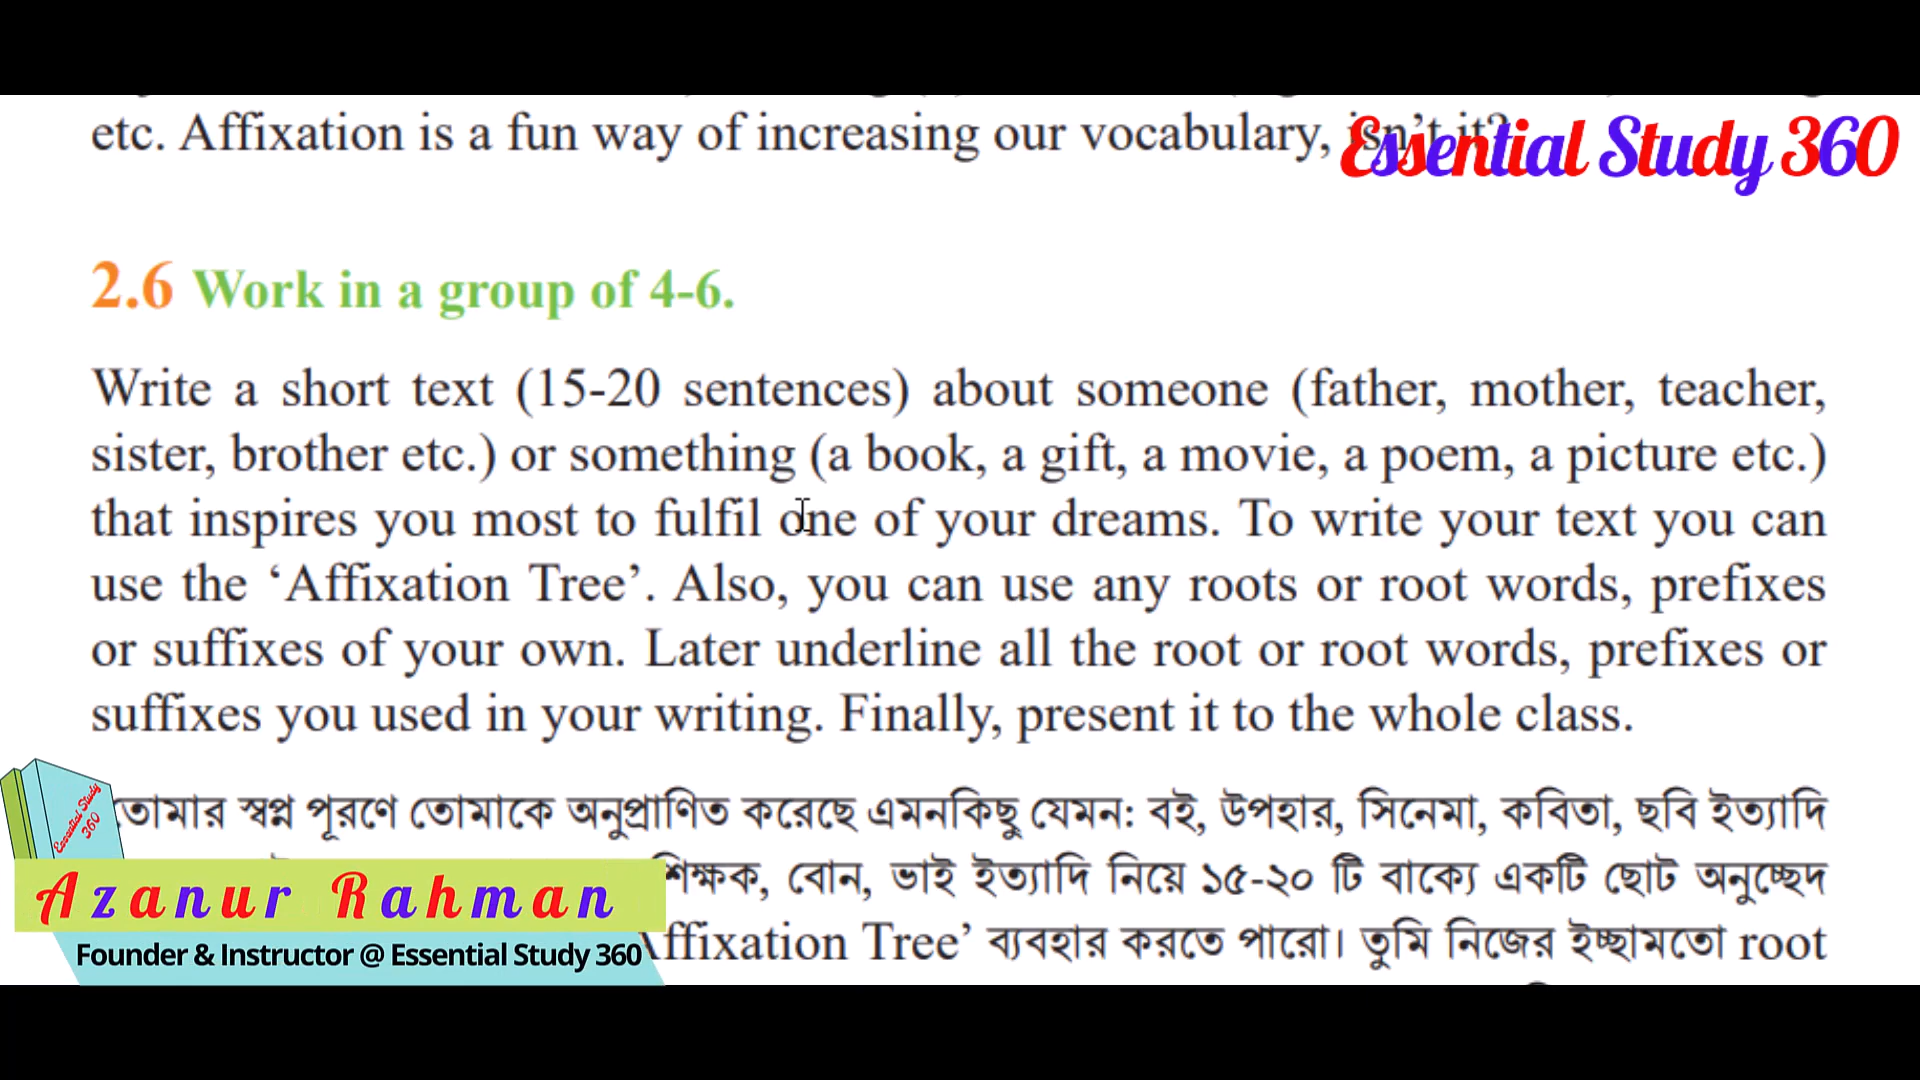 etc. Affixation is a fun way of increasing our vocabulary, isn't it?
Essential Study 360
2.6 Work in a group of 4-6.
Write a short text (15-20 sentences) about someone (father, mother, teacher,
sister, brother etc.) or something (a book, a gift, a movie, a poem, a picture etc.)
that inspires you most to fulfil one of your dreams. To write your text you can
use the ‘Affixation Tree’. Also, you can use any roots or root words, prefixes
or suffixes of your own. Later underline all the root or root words, prefixes or
suffixes you used in your writing. Finally, present it to the whole class.
তোমার স্বপ্ন পূরণে তোমাকে অনুপ্রাণিত করেছে এমনকিছু যেমন: বই, উপহার, সিনেমা, কবিতা, ছবি ইত্যাদি
শিক্ষক, বোন, ভাই ইত্যাদি নিয়ে ১৫-২০ টি বাক্যে একটি ছোট অনুচ্ছেদ
Affixation Tree’ ব্যবহার করতে পারো। তুমি নিজের ইচ্ছামতো root
Essential Study
360
Azanur Rahman
Founder & Instructor @ Essential Study 360